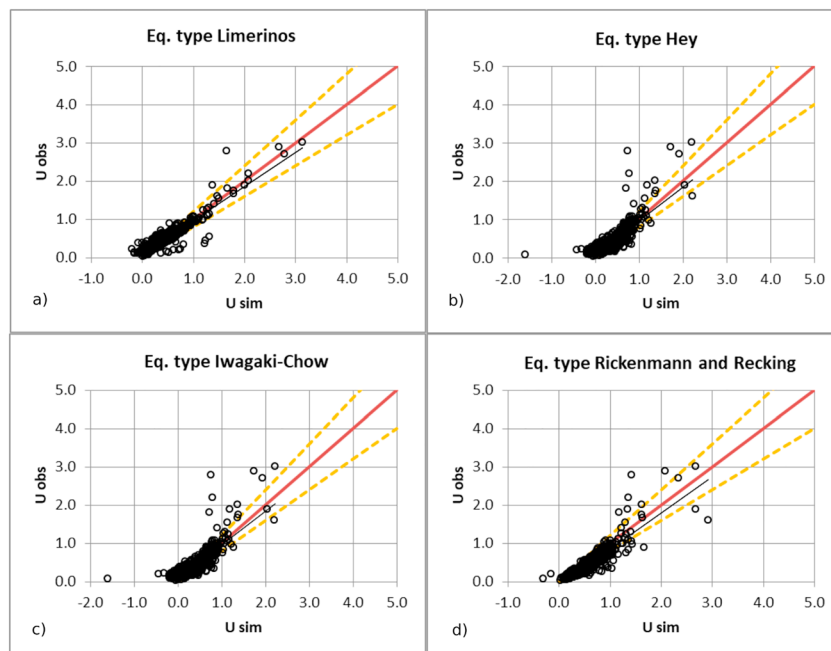 Eq. type Limerinos
5.0
4.0
3.0
2.0
1.0
0.0
U obs
-1.0 0.0 1.0 2.0 3.0 4.0 5.0
U sim
a)
Eq. type Hey
5.0
4.0
3.0
2.0
1.0
0.0
U obs
-2.0 -1.0 0.0 1.0 2.0 3.0 4.0 5.0
U sim
b)
Eq. type Iwagaki-Chow
5.0
4.0
3.0
2.0
1.0
0.0
U obs
-2.0 -1.0 0.0 1.0 2.0 3.0 4.0 5.0
U sim
c)
Eq. type Rickenmann and Recking
5.0
4.0
3.0
2.0
1.0
0.0
U obs
-1.0 0.0 1.0 2.0 3.0 4.0 5.0
U sim
d)